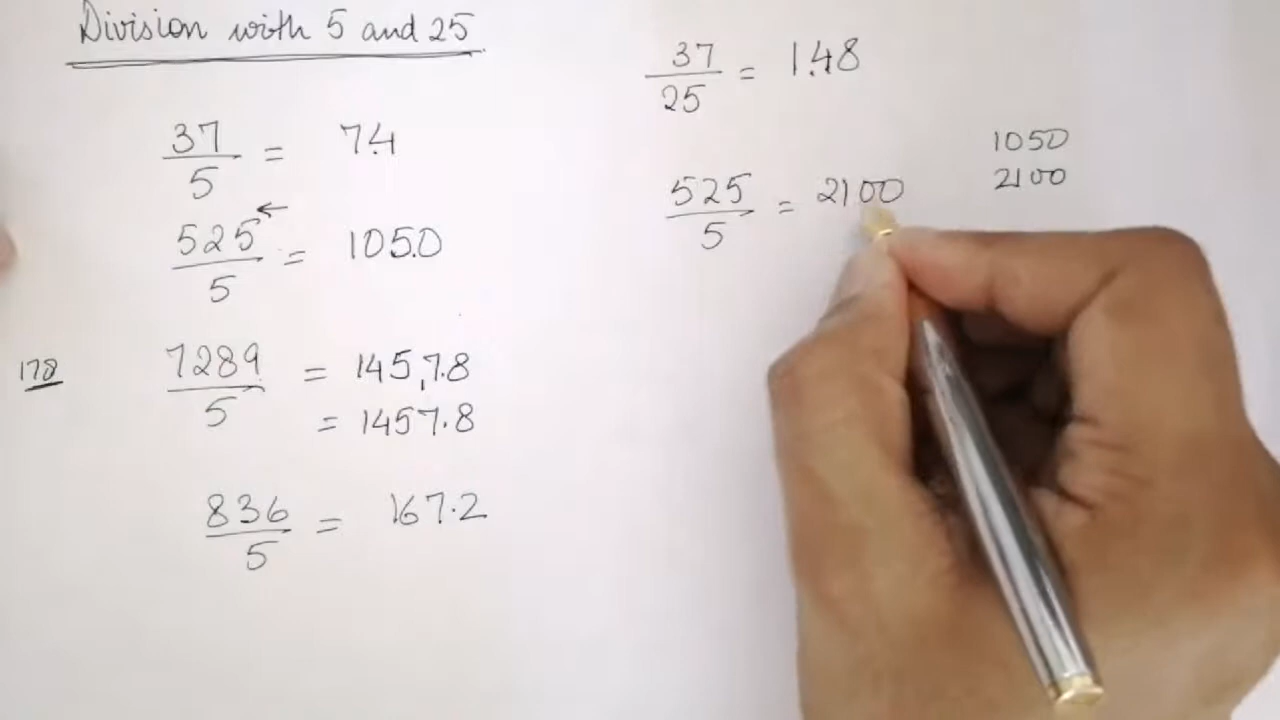 Division with 5 and 25
37/5 = 7.4
525/5 = 105.0
7289/5 = 145,7.8
= 1457.8
178
836/5 = 167.2
37/25 = 1.48
525/5 = 2100
1050
2100